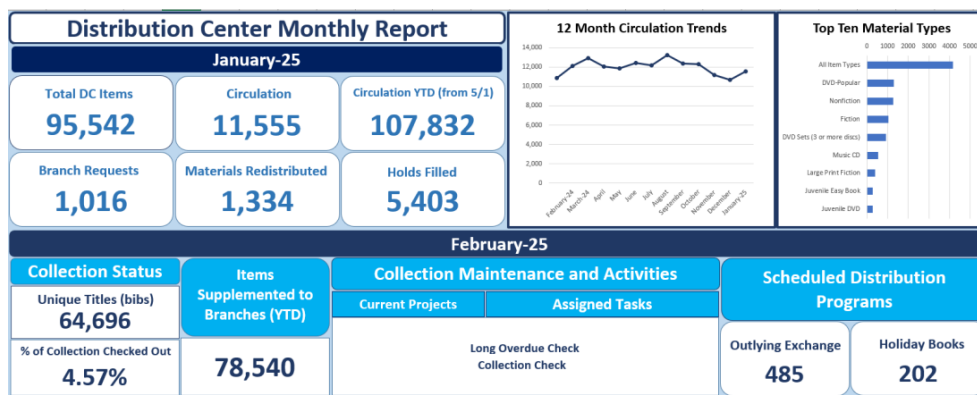 Distribution Center Monthly Report
January-25
Total DC Items
95,542
Circulation
11,555
Circulation YTD (from 5/1)
107,832
Branch Requests
1,016
Materials Redistributed
1,334
Holds Filled
5,403
12 Month Circulation Trends
14,000
12,000
10,000
8,000
6,000
4,000
2,000
0
February-24
March-24
April
May
June
July
August
September
October
November
December
January-25
Top Ten Material Types
0 1000 2000 3000 4000 5000
All Item Types
DVD-Popular
Nonfiction
Fiction
DVD Sets (3 or more discs)
Music CD
Large Print Fiction
Juvenile Easy Book
Juvenile DVD
February-25
Collection Status
Unique Titles (bibs)
64,696
% of Collection Checked Out
4.57%
Items
Supplemented to
Branches (YTD)
78,540
Collection Maintenance and Activities
Current Projects
Assigned Tasks
Long Overdue Check
Collection Check
Scheduled Distribution
Programs
Outlying Exchange
485
Holiday Books
202